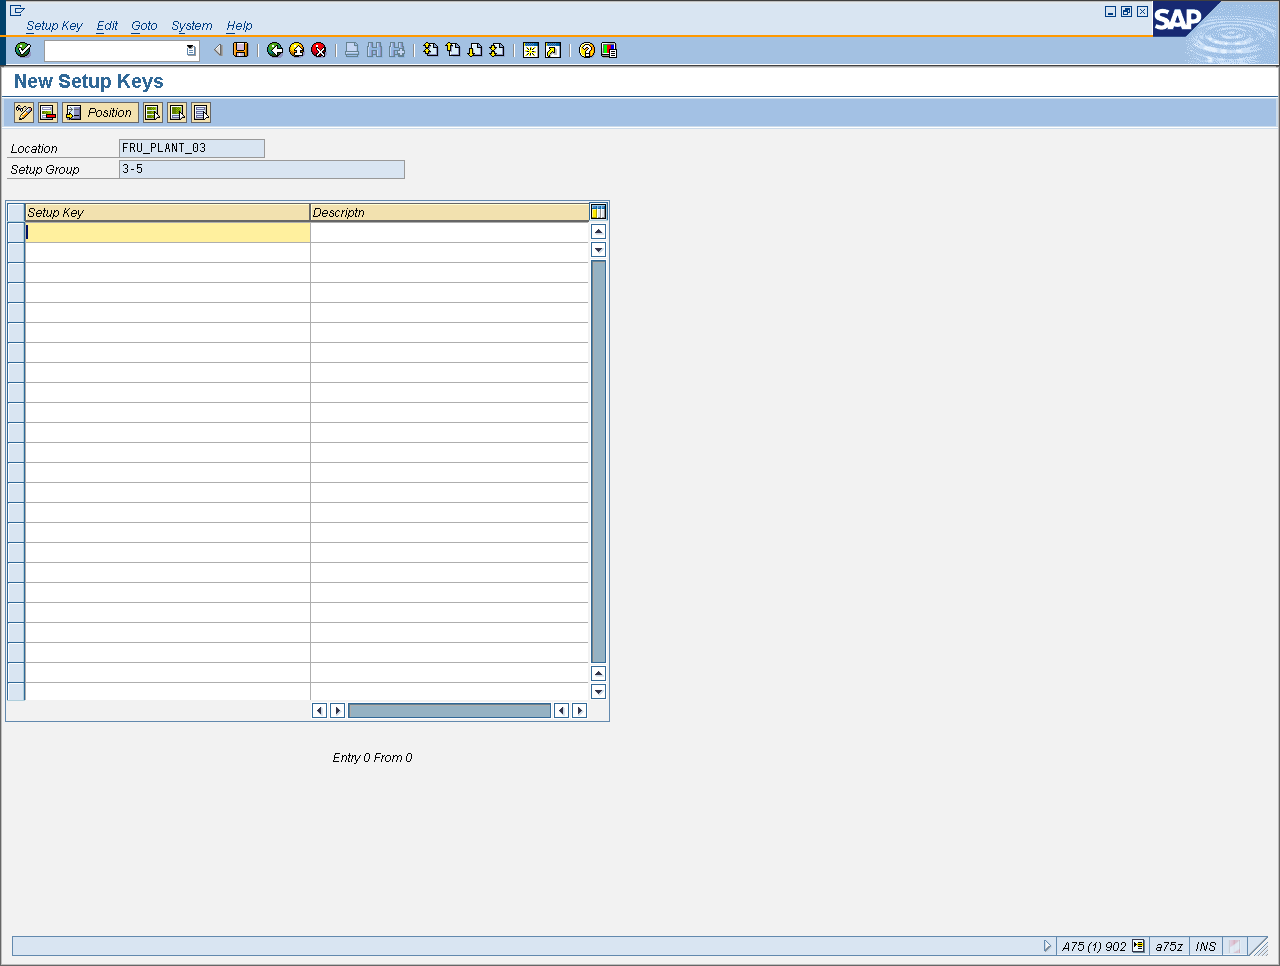 Setup Key Edit Goto System Help
SAP
New Setup Keys
Position
Location FRU_PLANT_03
Setup Group 3-5
Setup Key Descriptn
Entry 0 From 0
A75 (1) 902 a75z INS